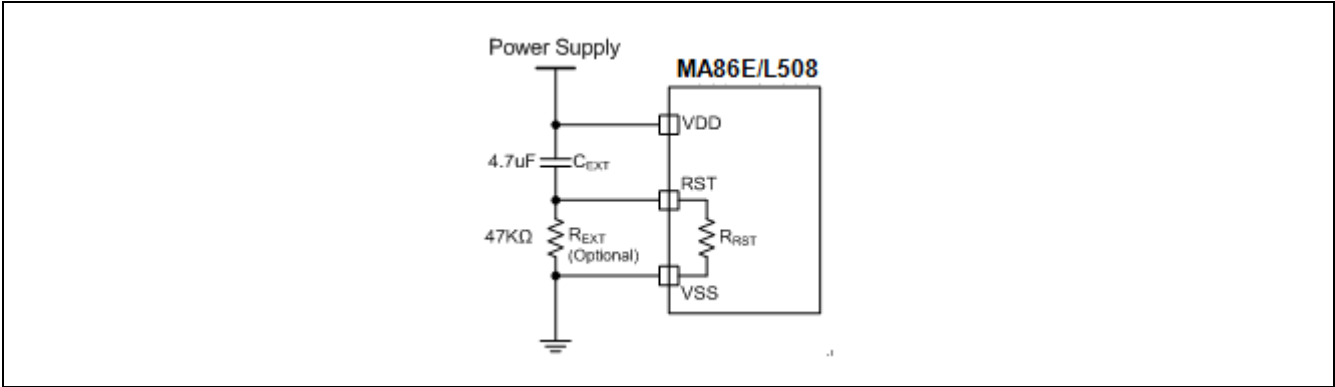 Power Supply
MA86E/L508
VDD
4.7uF
CEXT
RST
47KΩ
REXT
(Optional)
RRST
VSS